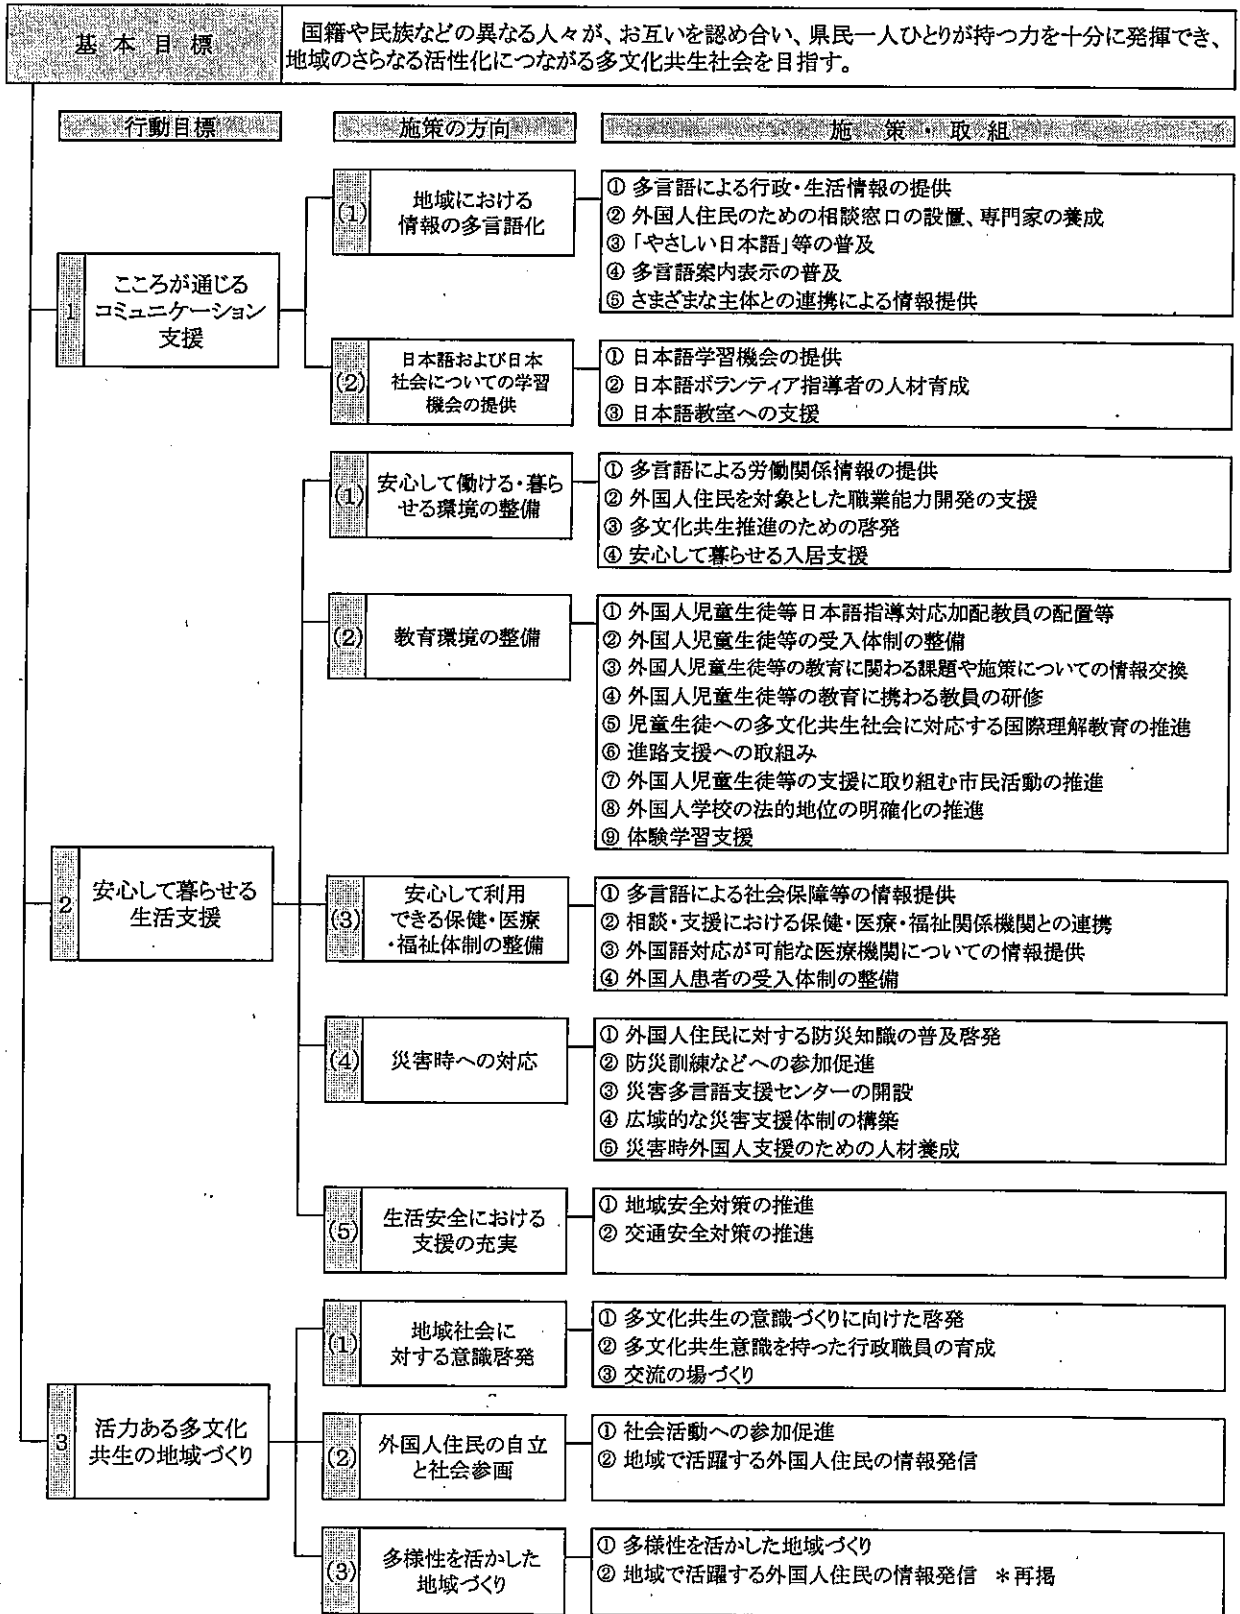 基本目標
国籍や民族などの異なる人々が、お互いを認め合い、県民一人ひとりが持つ力を十分に発揮でき、
地域のさらなる活性化につながる多文化共生社会を目指す。
行動目標
施策の方向
施策・取組
1
こころが通じる
コミュニケーション
支援
(1)
地域における
情報の多言語化
① 多言語による行政・生活情報の提供
② 外国人住民のための相談窓口の設置、専門家の養成
③ 「やさしい日本語」等の普及
④ 多言語案内表示の普及
⑤ さまざまな主体との連携による情報提供
(2)
日本語および日本
社会についての学習
機会の提供
① 日本語学習機会の提供
② 日本語ボランティア指導者の人材育成
③ 日本語教室への支援
2
安心して暮らせる
生活支援
(1)
安心して働ける・暮ら
せる環境の整備
① 多言語による労働関係情報の提供
② 外国人住民を対象とした職業能力開発の支援
③ 多文化共生推進のための啓発
④ 安心して暮らせる入居支援
(2)
教育環境の整備
① 外国人児童生徒等日本語指導対応加配教員の配置等
② 外国人児童生徒等の受入体制の整備
③ 外国人児童生徒等の教育に関わる課題や施策についての情報交換
④ 外国人児童生徒等の教育に携わる教員の研修
⑤ 児童生徒への多文化共生社会に対応する国際理解教育の推進
⑥ 進路支援への取組み
⑦ 外国人児童生徒等の支援に取り組む市民活動の推進
⑧ 外国人学校の法的地位の明確化の推進
⑨ 体験学習支援
(3)
安心して利用
できる保健・医療
・福祉体制の整備
① 多言語による社会保障等の情報提供
② 相談・支援における保健・医療・福祉関係機関との連携
③ 外国語対応が可能な医療機関についての情報提供
④ 外国人患者の受入体制の整備
(4)
災害時への対応
① 外国人住民に対する防災知識の普及啓発
② 防災訓練などへの参加促進
③ 災害多言語支援センターの開設
④ 広域的な災害支援体制の構築
⑤ 災害時外国人支援のための人材養成
(5)
生活安全における
支援の充実
① 地域安全対策の推進
② 交通安全対策の推進
3
活力ある多文化
共生の地域づくり
(1)
地域社会に
対する意識啓発
① 多文化共生の意識づくりに向けた啓発
② 多文化共生意識を持った行政職員の育成
③ 交流の場づくり
(2)
外国人住民の自立
と社会参画
① 社会活動への参加促進
② 地域で活躍する外国人住民の情報発信
(3)
多様性を活かした
地域づくり
① 多様性を活かした地域づくり
② 地域で活躍する外国人住民の情報発信 *再掲